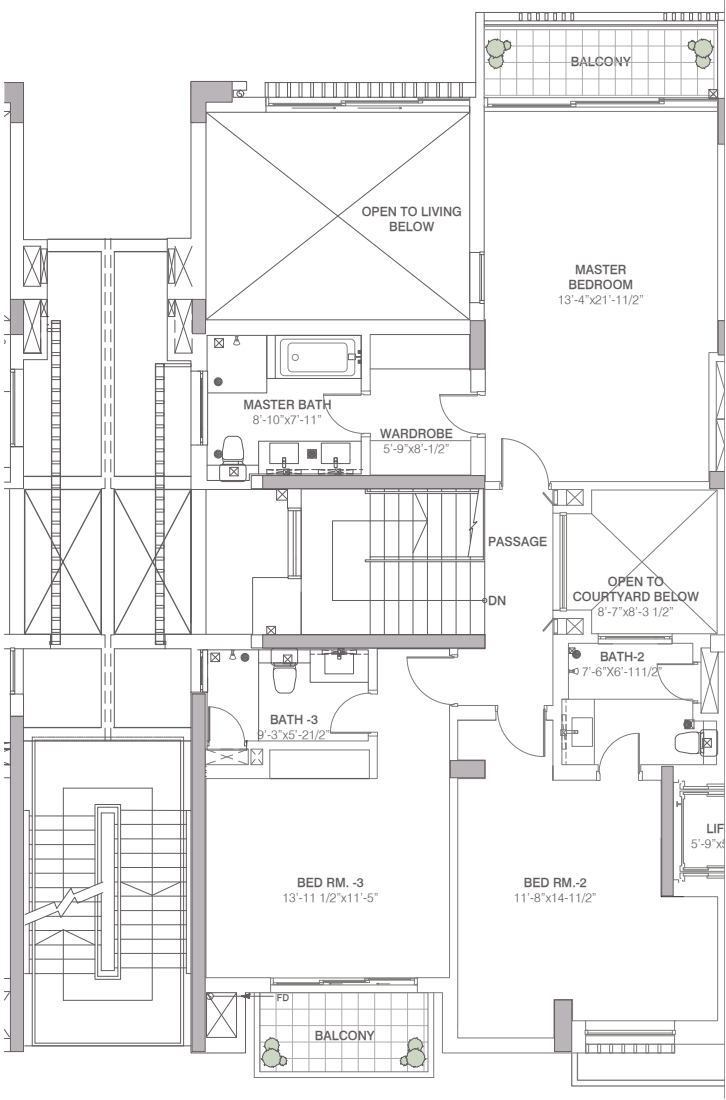 BALCONY
OPEN TO LIVING
BELOW
MASTER
BEDROOM
13'-4"x21'-11/2"
MASTER BATH
8'-10"x7'-11"
WARDROBE
5'-9"x8'-1/2"
PASSAGE
DN
OPEN TO
COURTYARD BELOW
8'-7"x8'-3 1/2"
BATH-2
7'-6"X6'-111/2"
BATH -3
9'-3"x5'-21/2"
LIF
5'-9"x
BED RM. -3
13'-11 1/2"x11'-5"
BED RM.-2
11'-8"x14-11/2"
FD
BALCONY